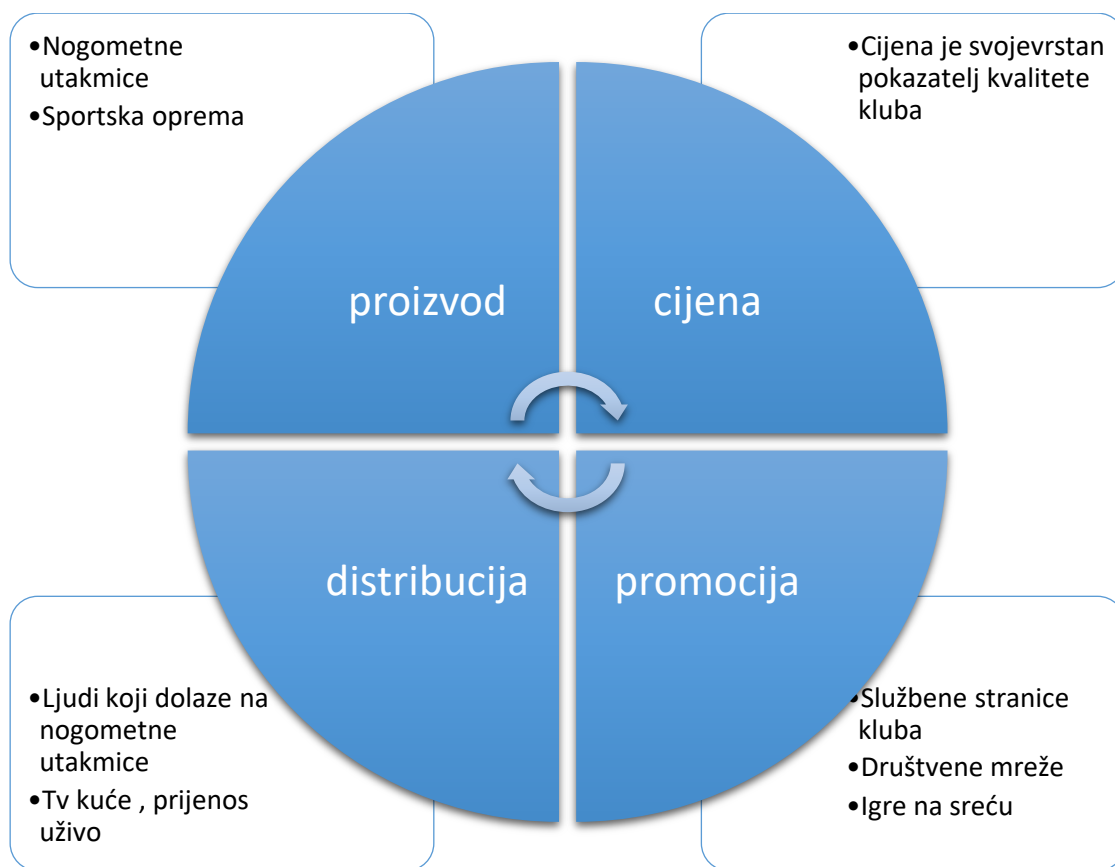 •Nogometne
utakmice
•Sportska oprema
•Cijena je svojevrstan
pokazatelj kvalitete
kluba
proizvod
cijena
distribucija
promocija
•Ljudi koji dolaze na
nogometne
utakmice
•Tv kuće , prijenos
uživo
•Službene stranice
kluba
•Društvene mreže
•Igre na sreću